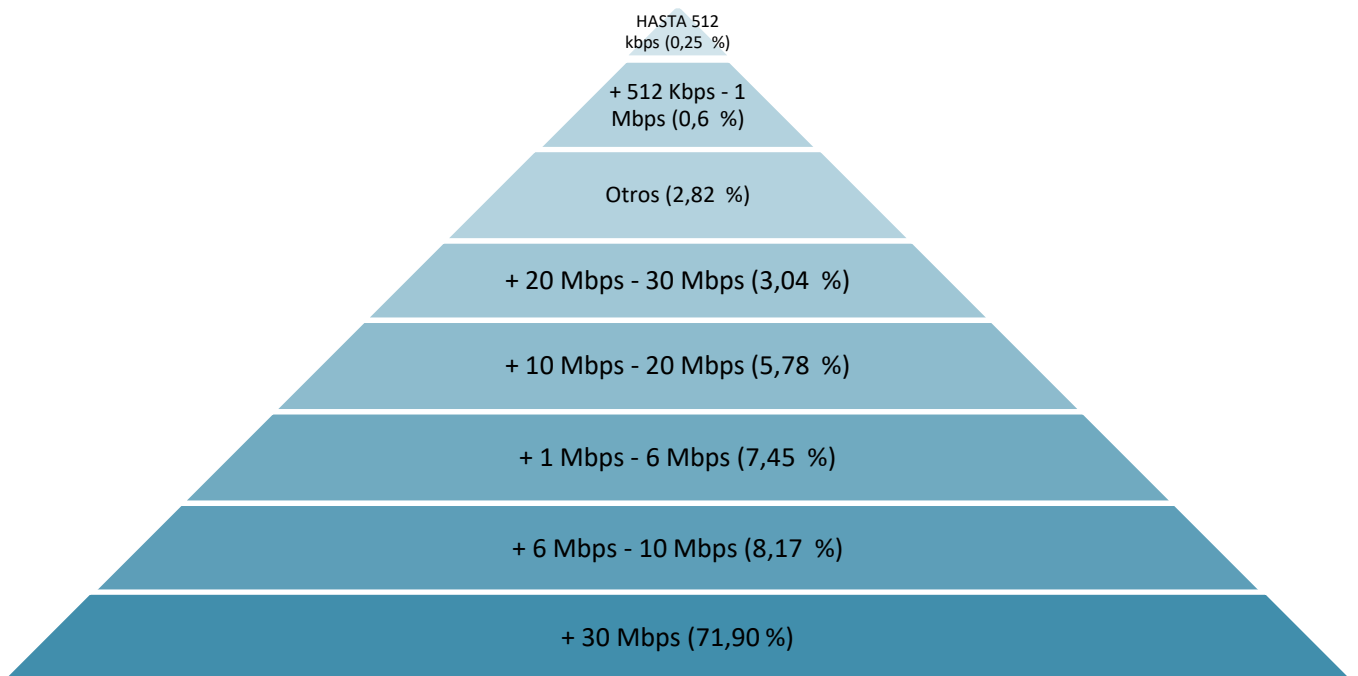 HASTA 512
kbps (0,25 %)
+ 512 Kbps - 1
Mbps (0,6 %)
Otros (2,82 %)
+ 20 Mbps - 30 Mbps (3,04 %)
+ 10 Mbps - 20 Mbps (5,78 %)
+ 1 Mbps - 6 Mbps (7,45 %)
+ 6 Mbps - 10 Mbps (8,17 %)
+ 30 Mbps (71,90 %)